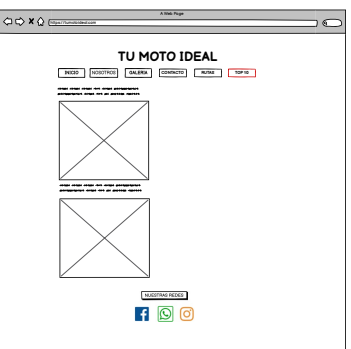 A Web Page
https://tumotoideal.com
TU MOTO IDEAL
INICIO NOSOTROS GALERIA CONTACTO RUTAS TOP 10
NUESTRAS REDES